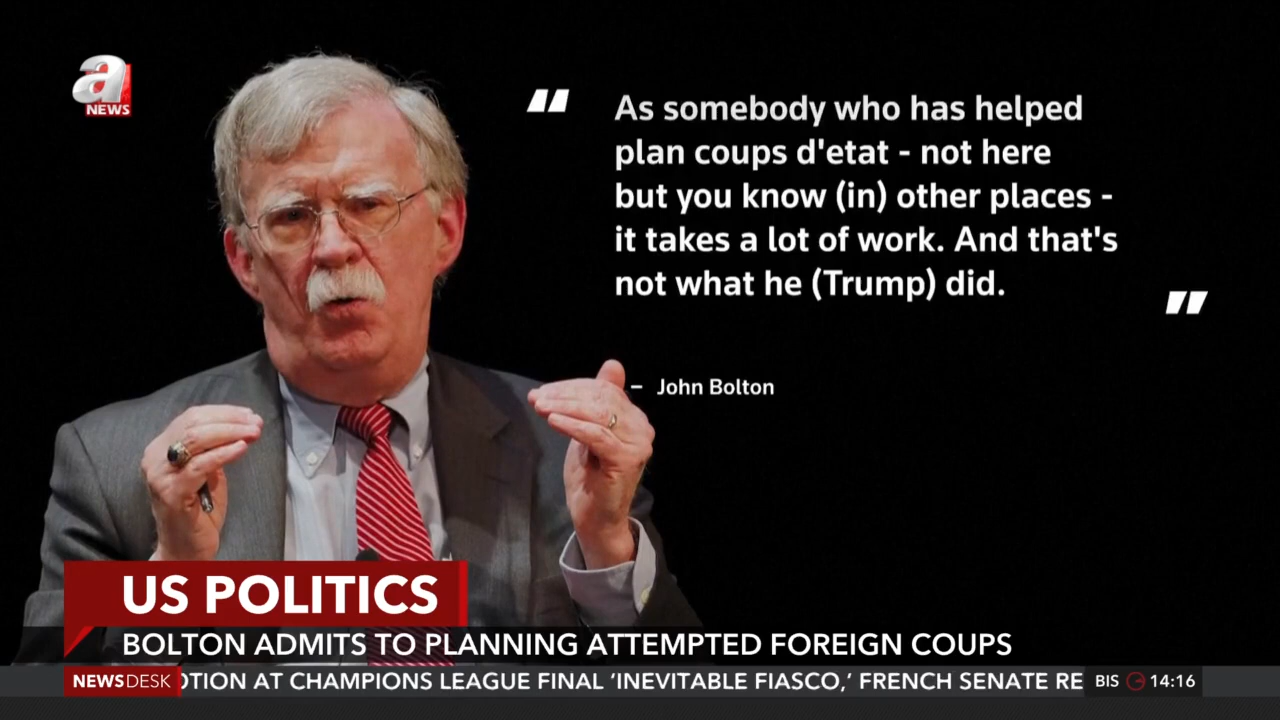 a
NEWS
" As somebody who has helped
plan coups d'etat - not here
but you know (in) other places -
it takes a lot of work. And that's
not what he (Trump) did. "
– John Bolton
US POLITICS
BOLTON ADMITS TO PLANNING ATTEMPTED FOREIGN COUPS
NEWSDESK OTION AT CHAMPIONS LEAGUE FINAL ‘INEVITABLE FIASCO,’ FRENCH SENATE RE BIS 14:16